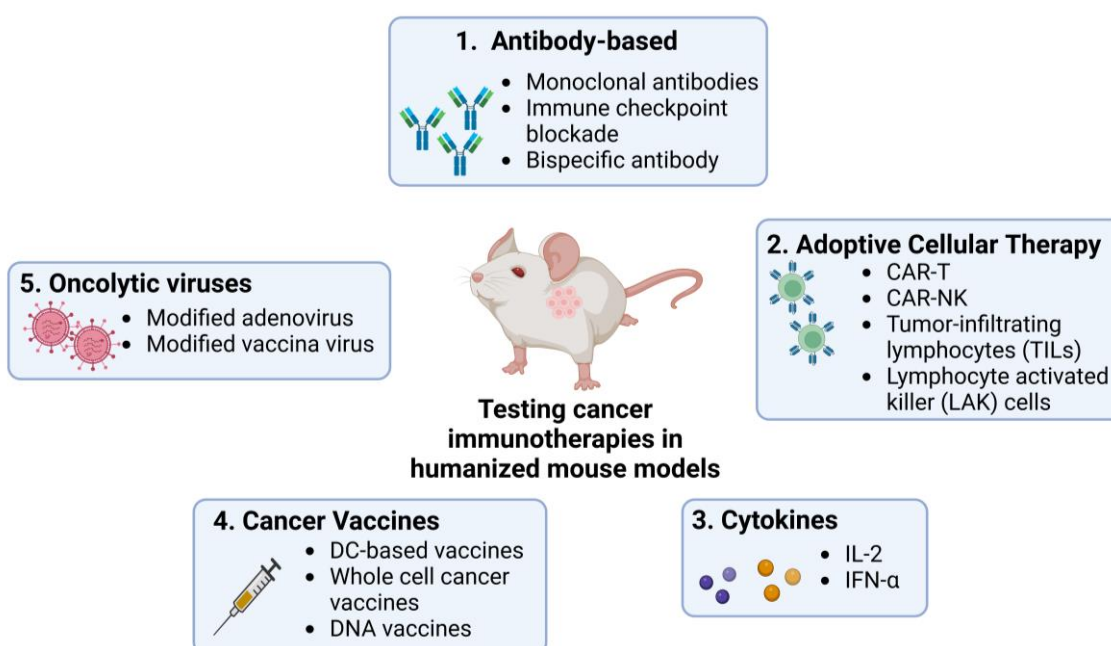 1. Antibody-based
• Monoclonal antibodies
• Immune checkpoint
blockade
• Bispecific antibody
2. Adoptive Cellular Therapy
• CAR-T
• CAR-NK
• Tumor-infiltrating
lymphocytes (TILs)
• Lymphocyte activated
killer (LAK) cells
5. Oncolytic viruses
• Modified adenovirus
• Modified vaccina virus
Testing cancer
immunotherapies in
humanized mouse models
4. Cancer Vaccines
• DC-based vaccines
• Whole cell cancer
vaccines
• DNA vaccines
3. Cytokines
• IL-2
• IFN-α